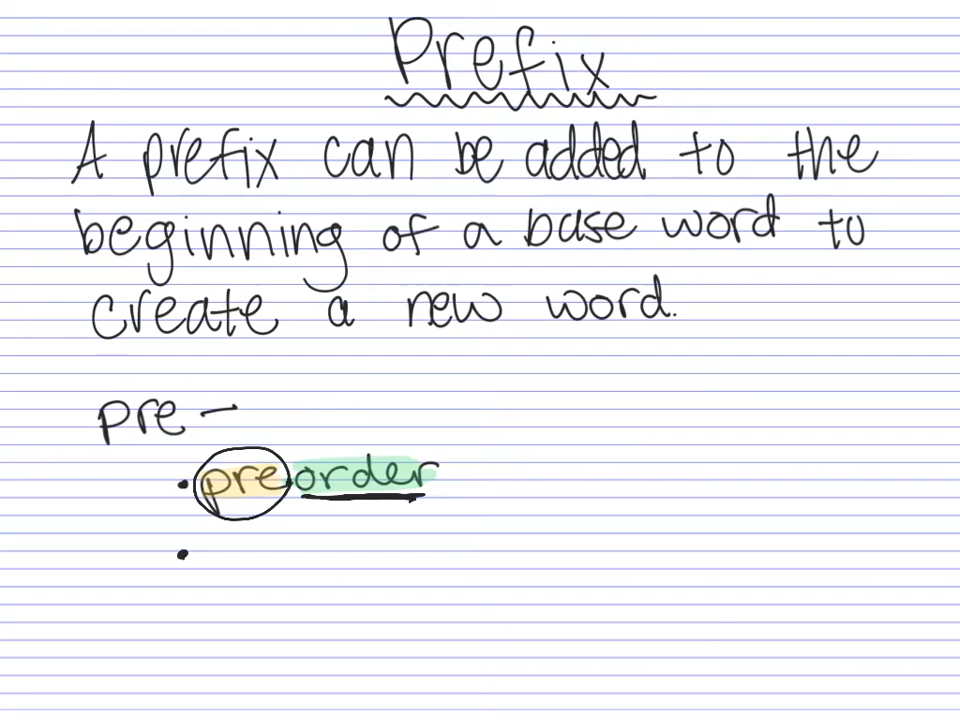 Prefix
A prefix can be added to the
beginning of a base word to
create a new word.
pre -
• preorder
•